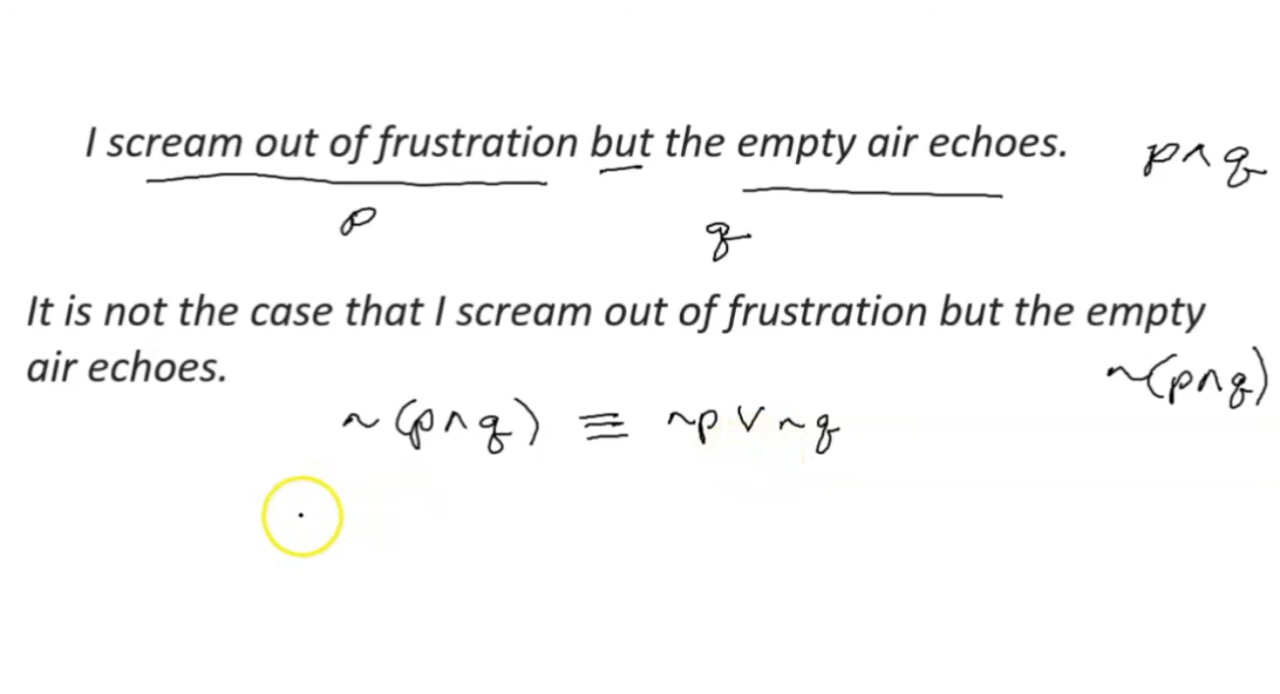 I scream out of frustration but the empty air echoes. p∧q
p q
It is not the case that I scream out of frustration but the empty
air echoes. ~(p∧q)
~(p∧q) ≡ ~p∨~q